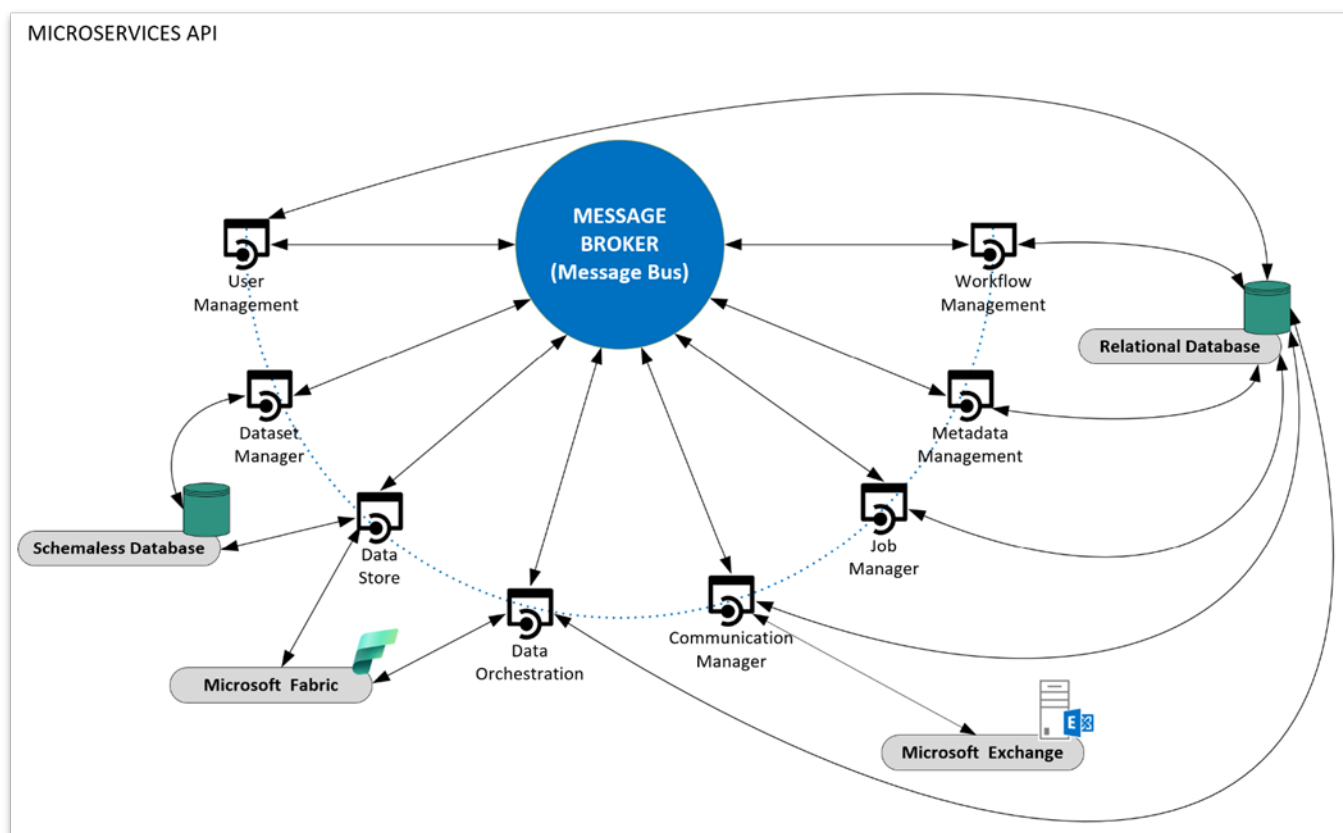 MICROSERVICES API
MESSAGE
BROKER
(Message Bus)
User
Management
Workflow
Management
Relational Database
Dataset
Manager
Metadata
Management
Schemaless Database
Data
Store
Job
Manager
Data
Orchestration
Communication
Manager
Microsoft Fabric
E
Microsoft Exchange